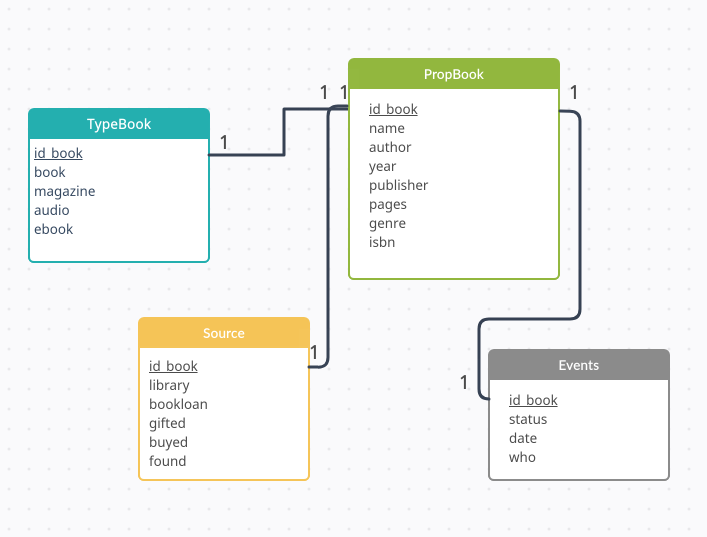 PropBook
1 1
1
id_book
name
author
year
publisher
pages
genre
isbn
TypeBook
1
id_book
book
magazine
audio
ebook
Source
1
id_book
library
bookloan
gifted
buyed
found
Events
1
id_book
status
date
who